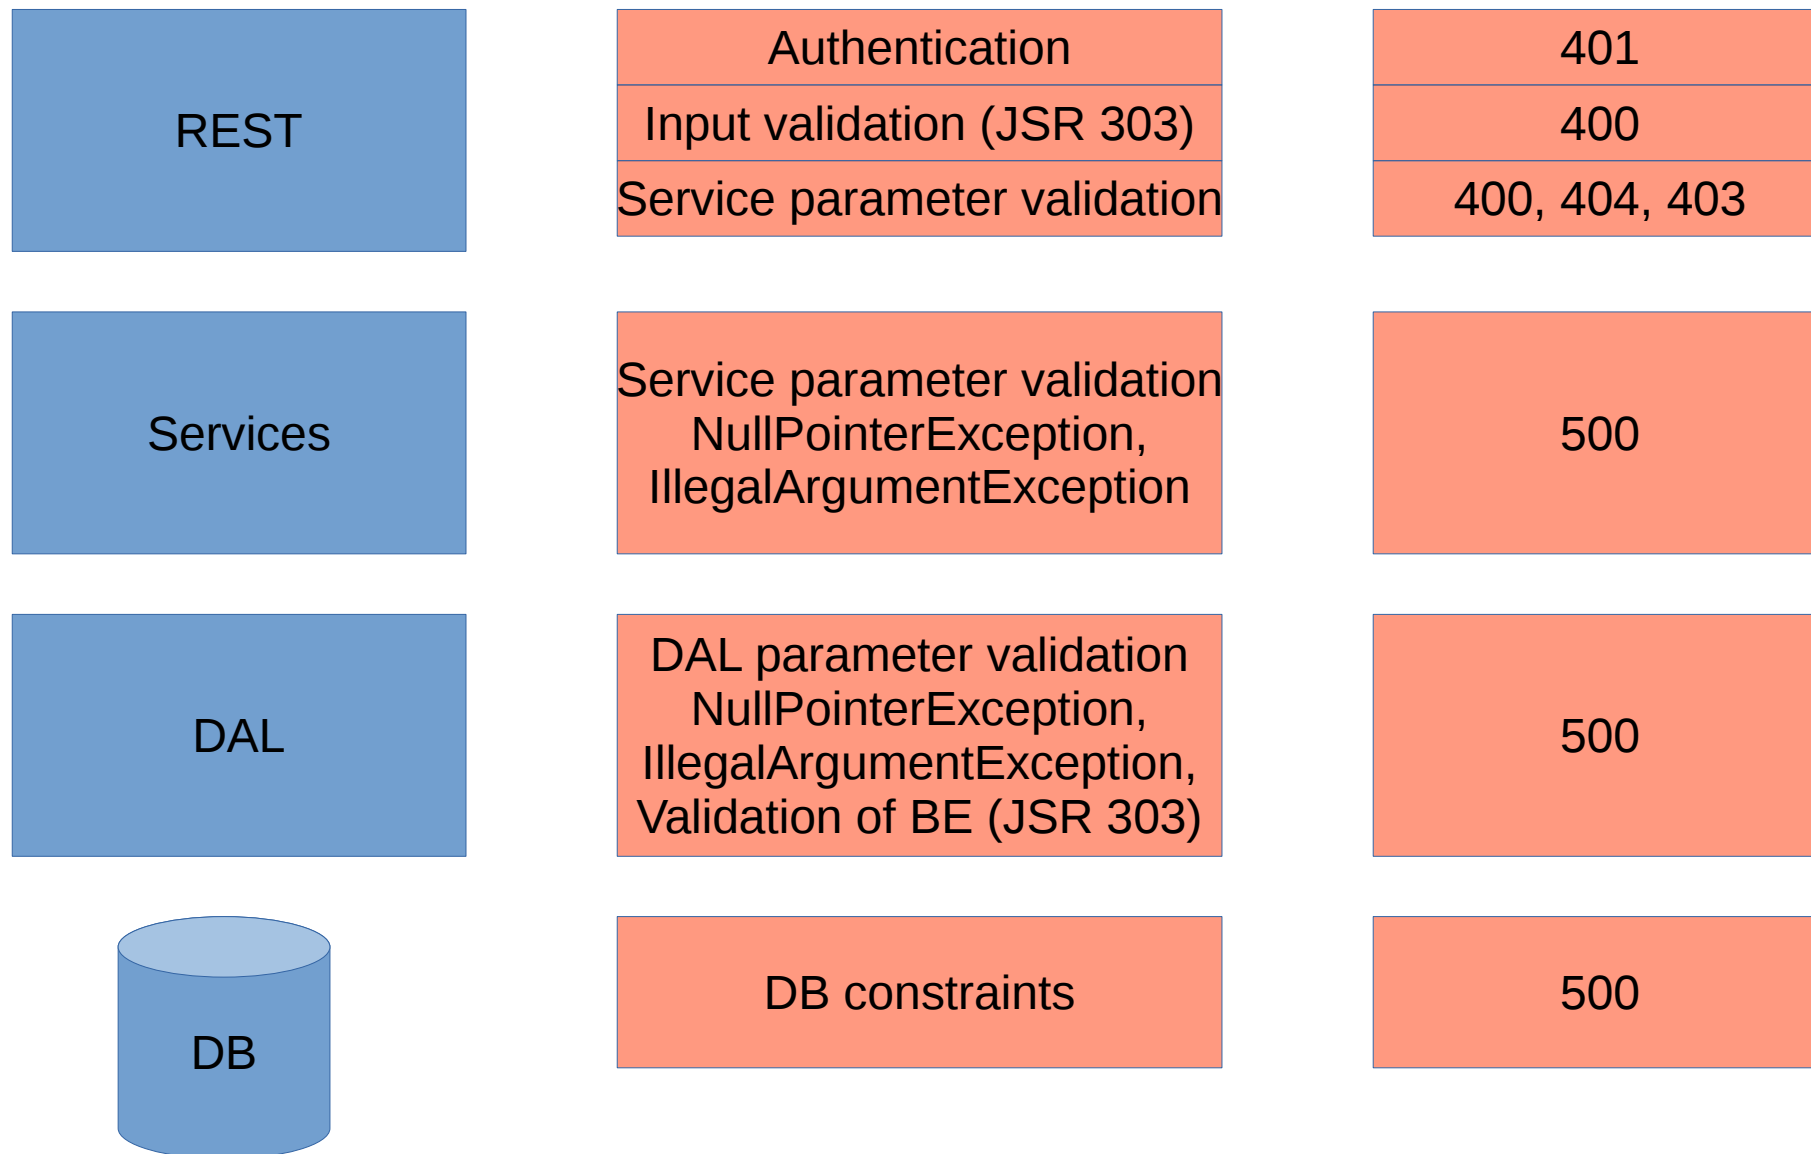 REST
Authentication
401
Input validation (JSR 303)
400
Service parameter validation
400, 404, 403
Services
Service parameter validation
NullPointerException,
IllegalArgumentException
500
DAL
DAL parameter validation
NullPointerException,
IllegalArgumentException,
Validation of BE (JSR 303)
500
DB
DB constraints
500